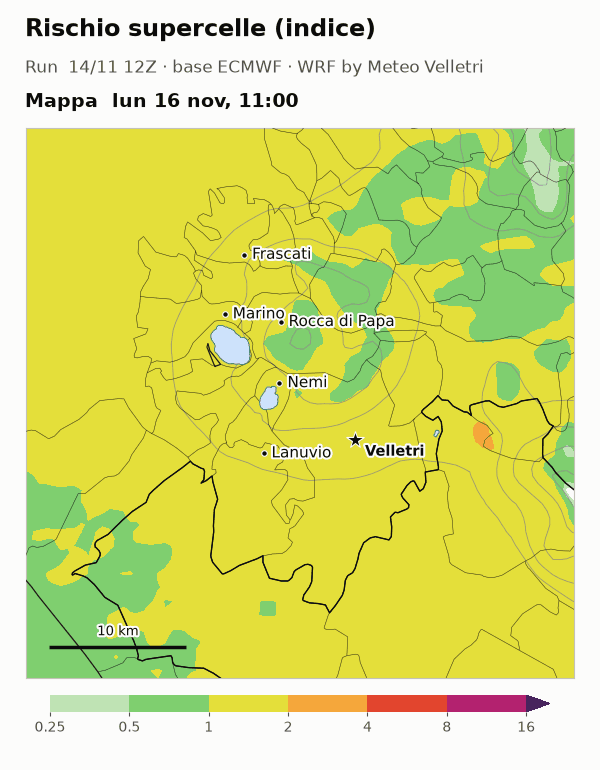 Rischio supercelle (indice)
Run  14/11 12Z · base ECMWF · WRF by Meteo Velletri
Mappa  lun 16 nov, 11:00
Frascati
Marino
Rocca di Papa
Nemi
Velletri
Lanuvio
10 km
0.25 0.5 1 2 4 8 16